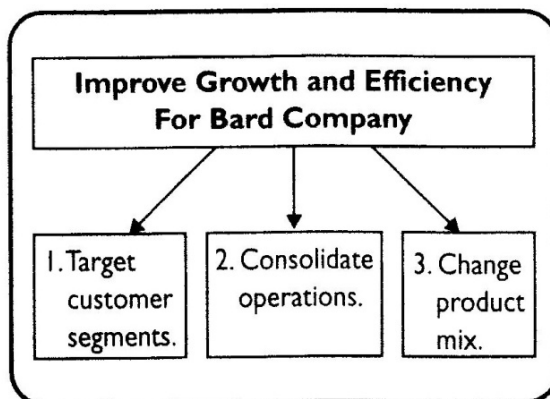 Improve Growth and Efficiency
For Bard Company
1. Target
customer
segments.
2. Consolidate
operations.
3. Change
product
mix.